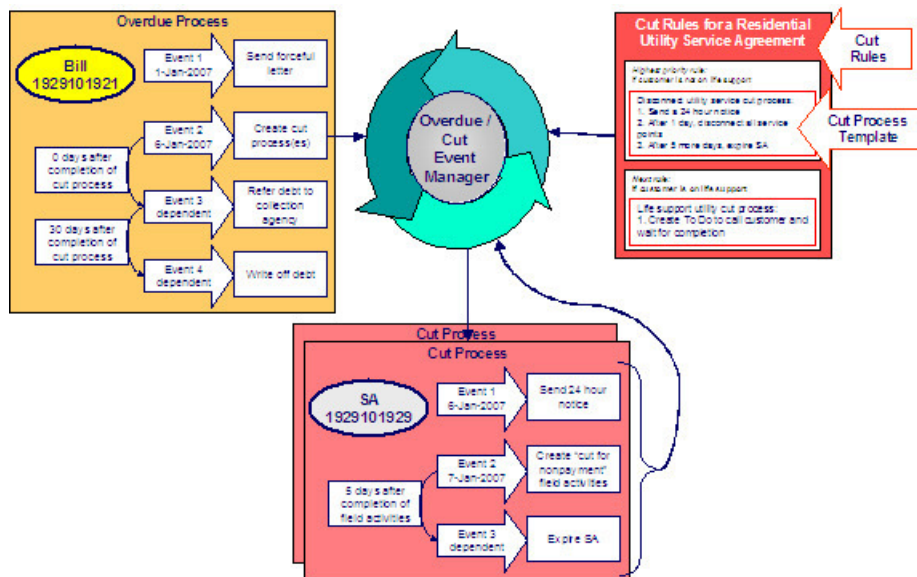 Overdue Process
Bill
1929101921
Event 1
1-Jan-2007
Send forceful
letter
Event 2
6-Jan-2007
Create cut
process(es)
0 days after
completion of
cut process
Event 3
dependent
Refer debt to
collection
agency
30 days after
completion of
cut process
Event 4
dependent
Write off debt
Overdue /
Cut
Event
Manager
Cut Rules for a Residential
Utility Service Agreement
Highest priority rule:
If customer is not on life support
Disconnect utility service cut process:
1. Send a 24 hour notice
2. After 1 day, disconnect all service
points
3. After 5 more days, expire SA
Next rule:
If customer is on life support
Life support utility cut process:
1. Create To Do to call customer and
wait for completion
Cut
Rules
Cut Process
Template
Cut Process
Cut Process
SA
1929101929
Event 1
6-Jan-2007
Send 24 hour
notice
Event 2
7-Jan-2007
Create "cut for
nonpayment"
field activities
5 days after
completion of
field activities
Event 3
dependent
Expire SA